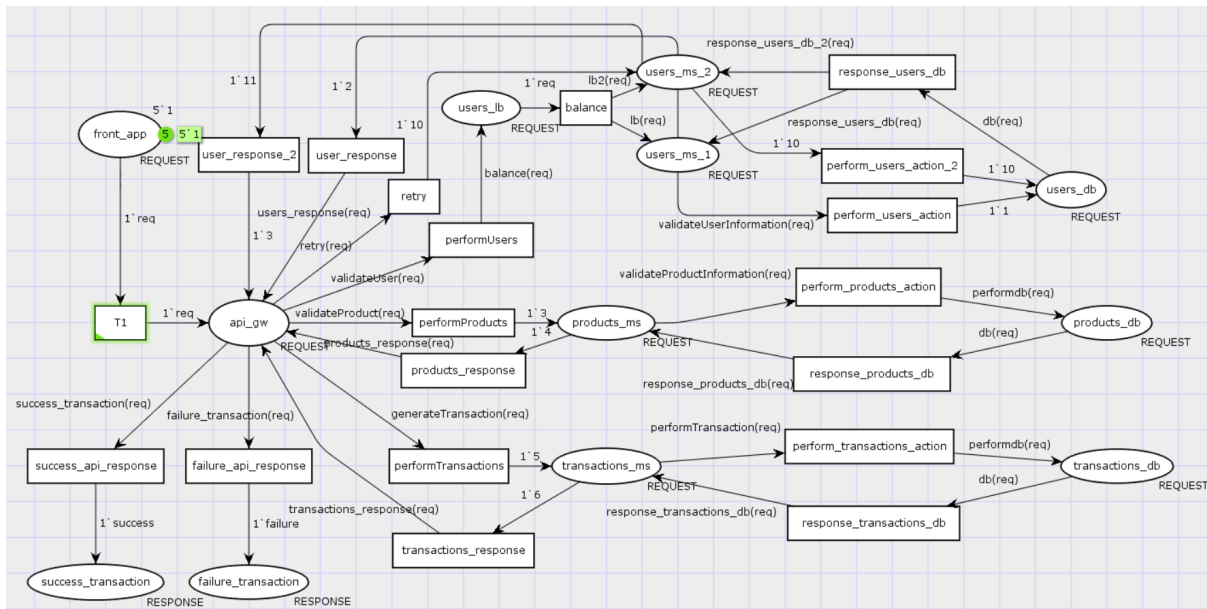 response_users_db_2(req)
1`11
1`2
lb2(req)
users_ms_2
response_users_db
1`req
REQUEST
5`1
users_lb
balance
front_app
5
5`1
1`10
REQUEST
lb(req)
response_users_db(req)
db(req)
REQUEST
user_response_2
user_response
users_ms_1
1`10
perform_users_action_2
REQUEST
balance(req)
1`10
users_db
retry
perform_users_action
1`1
REQUEST
1`req
users_response(req)
1`3
retry(req)
performUsers
validateUserInformation(req)
validateUser(req)
validateProductInformation(req)
perform_products_action
performdb(req)
T1
1`req
api_gw
validateProduct(req)
performProducts
1`3
products_ms
products_db
1`4
db(req)
REQUEST
products_response(req)
REQUEST
REQUEST
products_response
response_products_db
response_products_db(req)
success_transaction(req)
failure_transaction(req)
generateTransaction(req)
performTransaction(req)
perform_transactions_action
performdb(req)
success_api_response
failure_api_response
performTransactions
1`5
transactions_ms
transactions_db
REQUEST
db(req)
REQUEST
1`6
transactions_response(req)
response_transactions_db(req)
1`success
1`failure
response_transactions_db
transactions_response
success_transaction
failure_transaction
RESPONSE
RESPONSE